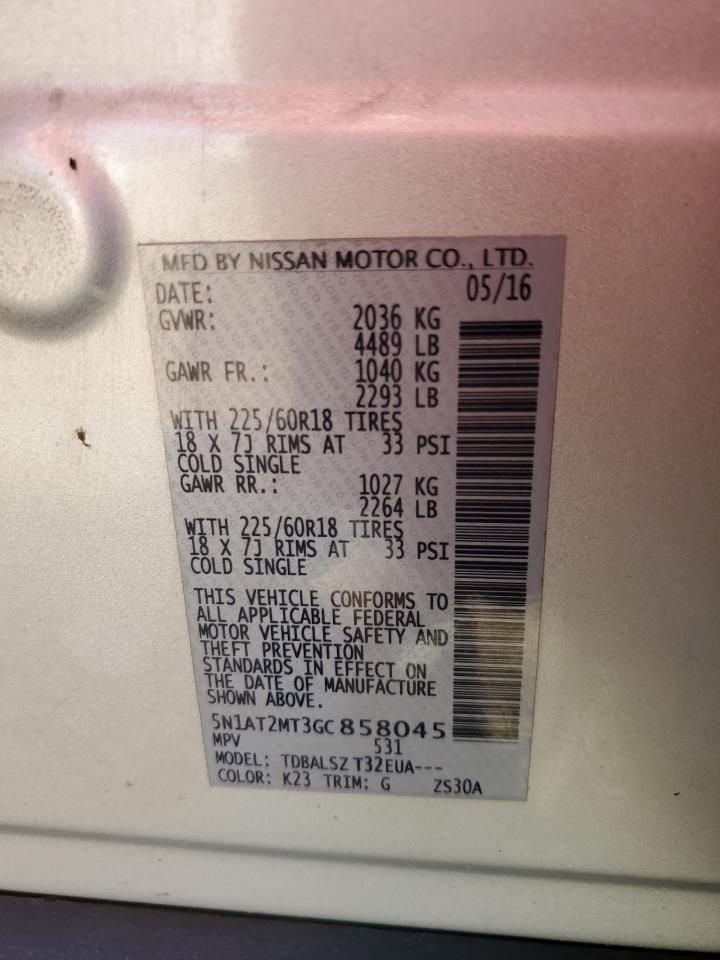 MFD BY NISSAN MOTOR CO., LTD.
DATE: 05/16
GVWR: 2036 KG
4489 LB
GAWR FR.: 1040 KG
2293 LB
WITH 225/60R18 TIRES
18 X 7J RIMS AT 33 PSI
COLD SINGLE
GAWR RR.: 1027 KG
2264 LB
WITH 225/60R18 TIRES
18 X 7J RIMS AT 33 PSI
COLD SINGLE
THIS VEHICLE CONFORMS TO
ALL APPLICABLE FEDERAL
MOTOR VEHICLE SAFETY AND
THEFT PREVENTION
STANDARDS IN EFFECT ON
THE DATE OF MANUFACTURE
SHOWN ABOVE.
5N1AT2MT3GC858045
MPV 531
MODEL: TDBALSZ T32EUA---
COLOR: K23 TRIM: G ZS30A